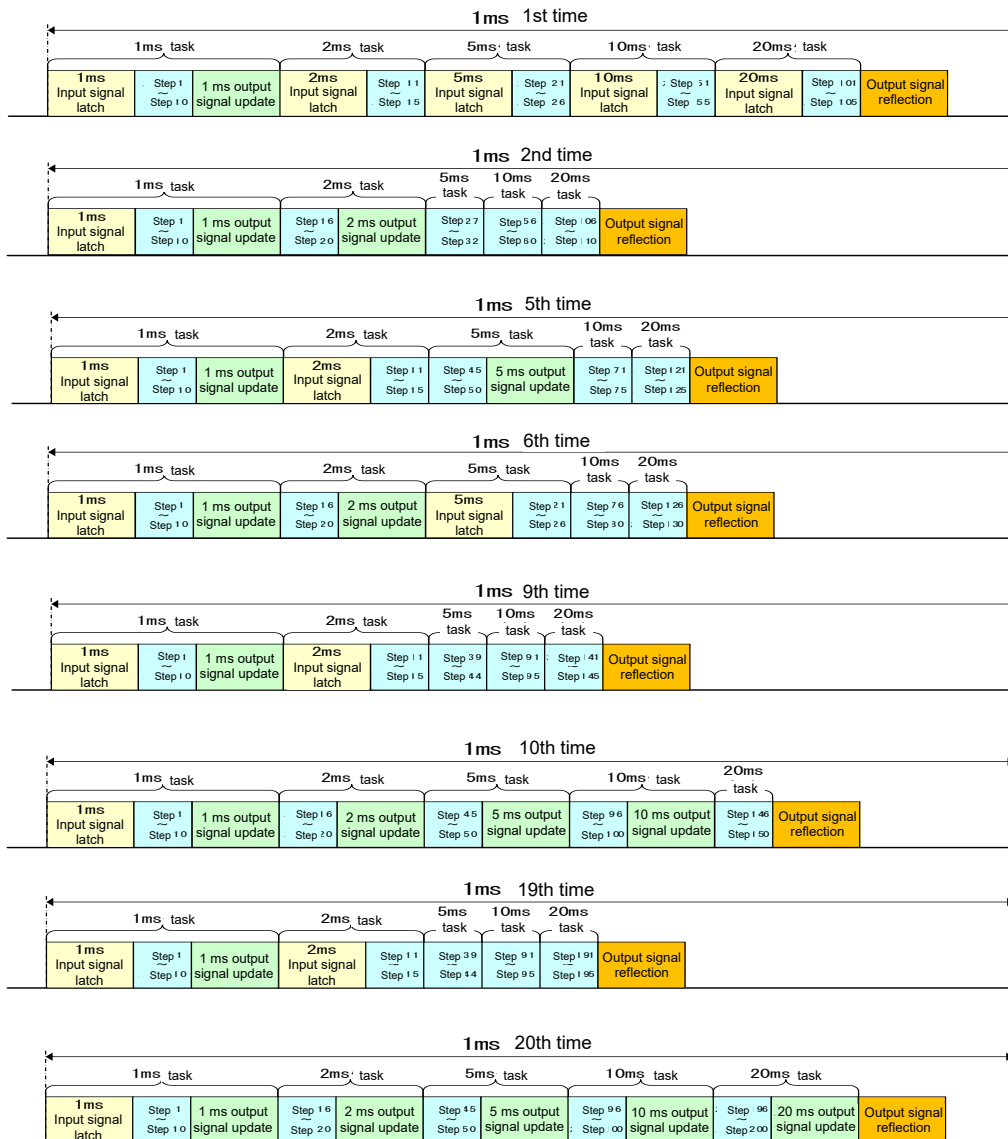 1ms 1st time
1ms task 2ms task 5ms task 10ms task 20ms task
1ms Input signal latch
Step 1 ~ Step 10
1 ms output signal update
2ms Input signal latch
Step 11 ~ Step 15
5ms Input signal latch
Step 21 ~ Step 26
10ms Input signal latch
Step 51 ~ Step 55
20ms Input signal latch
Step 101 ~ Step 105
Output signal reflection
1ms 2nd time
1ms task 2ms task 5ms task 10ms task 20ms task
1ms Input signal latch
Step 1 ~ Step 10
1 ms output signal update
Step 16 ~ Step 20
2 ms output signal update
Step 27 ~ Step 32
Step 56 ~ Step 60
Step 106 ~ Step 110
Output signal reflection
1ms 5th time
1ms task 2ms task 5ms task 10ms task 20ms task
1ms Input signal latch
Step 1 ~ Step 10
1 ms output signal update
2ms Input signal latch
Step 11 ~ Step 15
Step 45 ~ Step 50
5 ms output signal update
Step 71 ~ Step 75
Step 121 ~ Step 125
Output signal reflection
1ms 6th time
1ms task 2ms task 5ms task 10ms task 20ms task
1ms Input signal latch
Step 1 ~ Step 10
1 ms output signal update
Step 16 ~ Step 20
2 ms output signal update
5ms Input signal latch
Step 21 ~ Step 26
Step 76 ~ Step 80
Step 126 ~ Step 130
Output signal reflection
1ms 9th time
1ms task 2ms task 5ms task 10ms task 20ms task
1ms Input signal latch
Step 1 ~ Step 10
1 ms output signal update
2ms Input signal latch
Step 11 ~ Step 15
Step 39 ~ Step 44
Step 91 ~ Step 95
Step 141 ~ Step 145
Output signal reflection
1ms 10th time
1ms task 2ms task 5ms task 10ms task 20ms task
1ms Input signal latch
Step 1 ~ Step 10
1 ms output signal update
Step 16 ~ Step 20
2 ms output signal update
Step 45 ~ Step 50
5 ms output signal update
Step 96 ~ Step 100
10 ms output signal update
Step 146 ~ Step 150
Output signal reflection
1ms 19th time
1ms task 2ms task 5ms task 10ms task 20ms task
1ms Input signal latch
Step 1 ~ Step 10
1 ms output signal update
2ms Input signal latch
Step 11 ~ Step 15
Step 39 ~ Step 44
Step 91 ~ Step 95
Step 191 ~ Step 195
Output signal reflection
1ms 20th time
1ms task 2ms task 5ms task 10ms task 20ms task
1ms Input signal latch
Step 1 ~ Step 10
1 ms output signal update
Step 16 ~ Step 20
2 ms output signal update
Step 45 ~ Step 50
5 ms output signal update
Step 96 ~ Step 100
10 ms output signal update
Step 196 ~ Step 200
20 ms output signal update
Output signal reflection